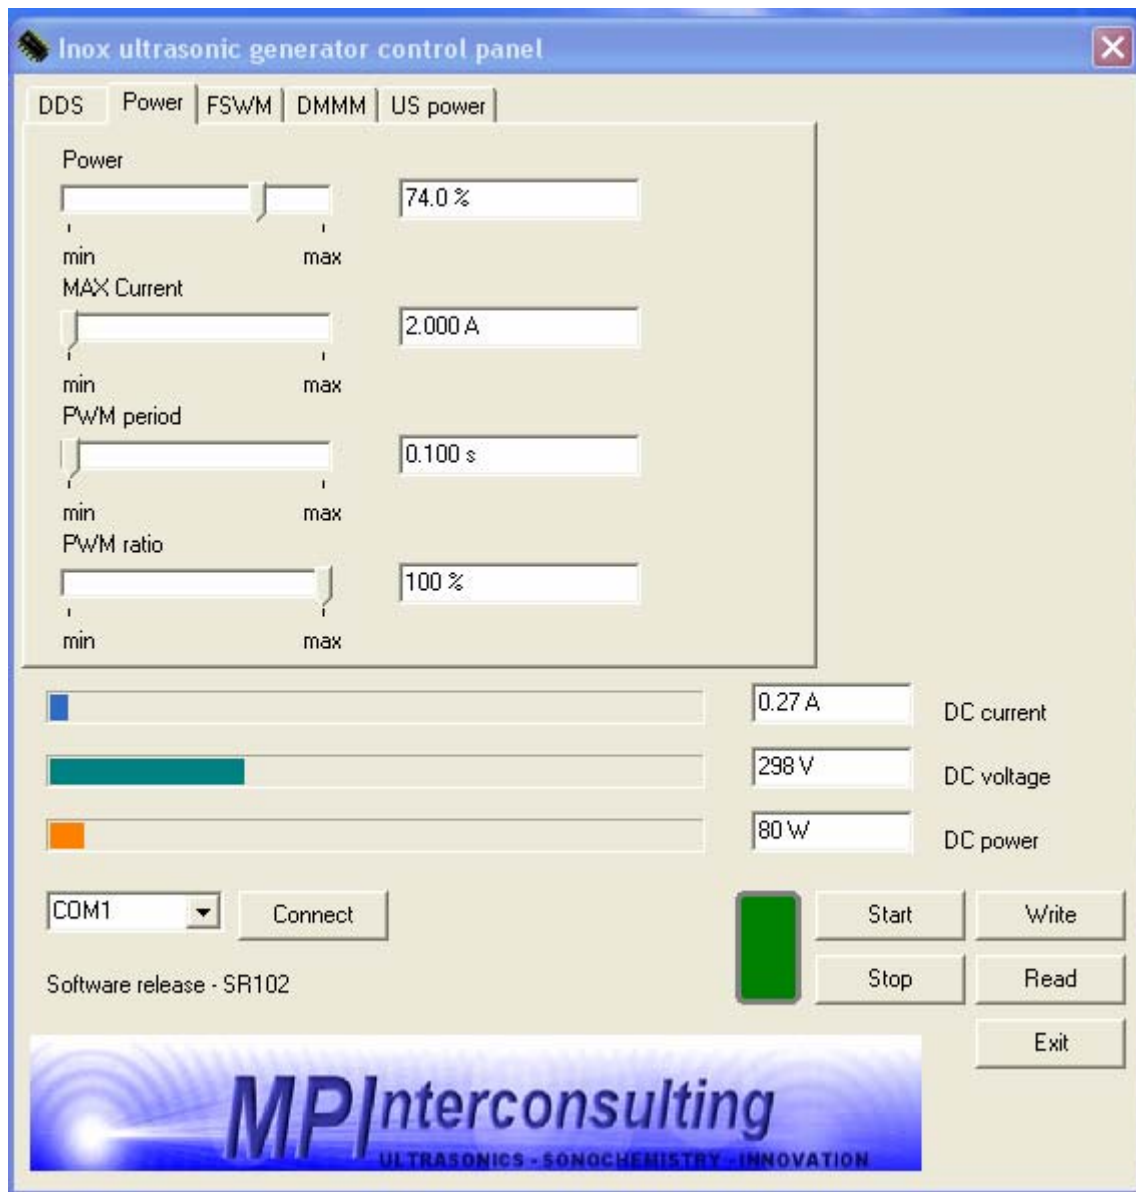 Inox ultrasonic generator control panel
DDS Power FSWM DMMM US power
Power
74.0 %
min max
MAX Current
2.000 A
min max
PWM period
0.100 s
min max
PWM ratio
100 %
min max
0.27 A DC current
298 V DC voltage
80 W DC power
COM1 Connect Start Write
Software release - SR102 Stop Read
Exit
MPInterconsulting
ULTRASONICS - SONOCHEMISTRY - INNOVATION